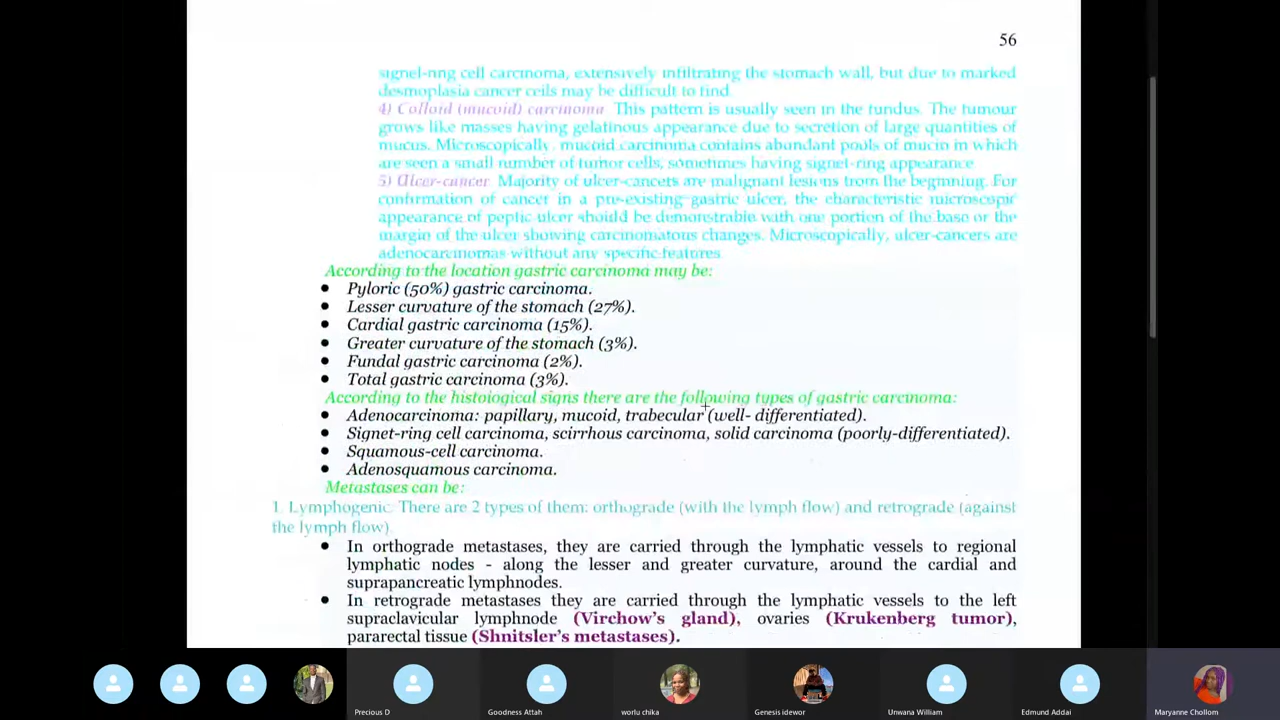 56
signet-ring cell carcinoma, extensively infiltrating the stomach wall, but due to marked
desmoplasia cancer cells may be difficult to find.
4) Colloid (mucoid) carcinoma. This pattern is usually seen in the fundus. The tumour
grows like masses having gelatinous appearance due to secretion of large quantities of
mucus. Microscopically, mucoid carcinoma contains abundant pools of mucin in which
are seen a small number of tumor cells, sometimes having signet-ring appearance.
5) Ulcer-cancer. Majority of ulcer-cancers are malignant lesions from the beginning. For
confirmation of cancer in a pre-existing gastric ulcer, the characteristic microscopic
appearance of peptic ulcer should be demonstrable with one portion of the base or the
margin of the ulcer showing carcinomatous changes. Microscopically, ulcer-cancers are
adenocarcinomas without any specific features.
According to the location gastric carcinoma may be:
• Pyloric (50%) gastric carcinoma.
• Lesser curvature of the stomach (27%).
• Cardial gastric carcinoma (15%).
• Greater curvature of the stomach (3%).
• Fundal gastric carcinoma (2%).
• Total gastric carcinoma (3%).
According to the histological signs there are the following types of gastric carcinoma:
• Adenocarcinoma: papillary, mucoid, trabecular (well- differentiated).
• Signet-ring cell carcinoma, scirrhous carcinoma, solid carcinoma (poorly-differentiated).
• Squamous-cell carcinoma.
• Adenosquamous carcinoma.
Metastases can be:
1. Lymphogenic. There are 2 types of them: orthograde (with the lymph flow) and retrograde (against
the lymph flow).
• In orthograde metastases, they are carried through the lymphatic vessels to regional
lymphatic nodes - along the lesser and greater curvature, around the cardial and
suprapancreatic lymphnodes.
• In retrograde metastases they are carried through the lymphatic vessels to the left
supraclavicular lymphnode (Virchow's gland), ovaries (Krukenberg tumor),
pararectal tissue (Shnitsler's metastases).
Precious D
Goodness Attah
worlu chika
Genesis idewor
Unwana William
Edmund Addai
Maryanne Chollom